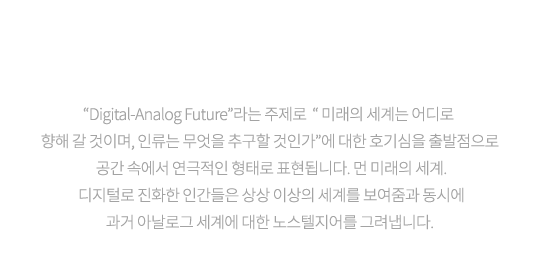 “Digital-Analog Future”라는 주제로 “ 미래의 세계는 어디로
향해 갈 것이며, 인류는 무엇을 추구할 것인가”에 대한 호기심을 출발점으로
공간 속에서 연극적인 형태로 표현됩니다. 먼 미래의 세계.
디지털로 진화한 인간들은 상상 이상의 세계를 보여줌과 동시에
과거 아날로그 세계에 대한 노스텔지어를 그려냅니다.